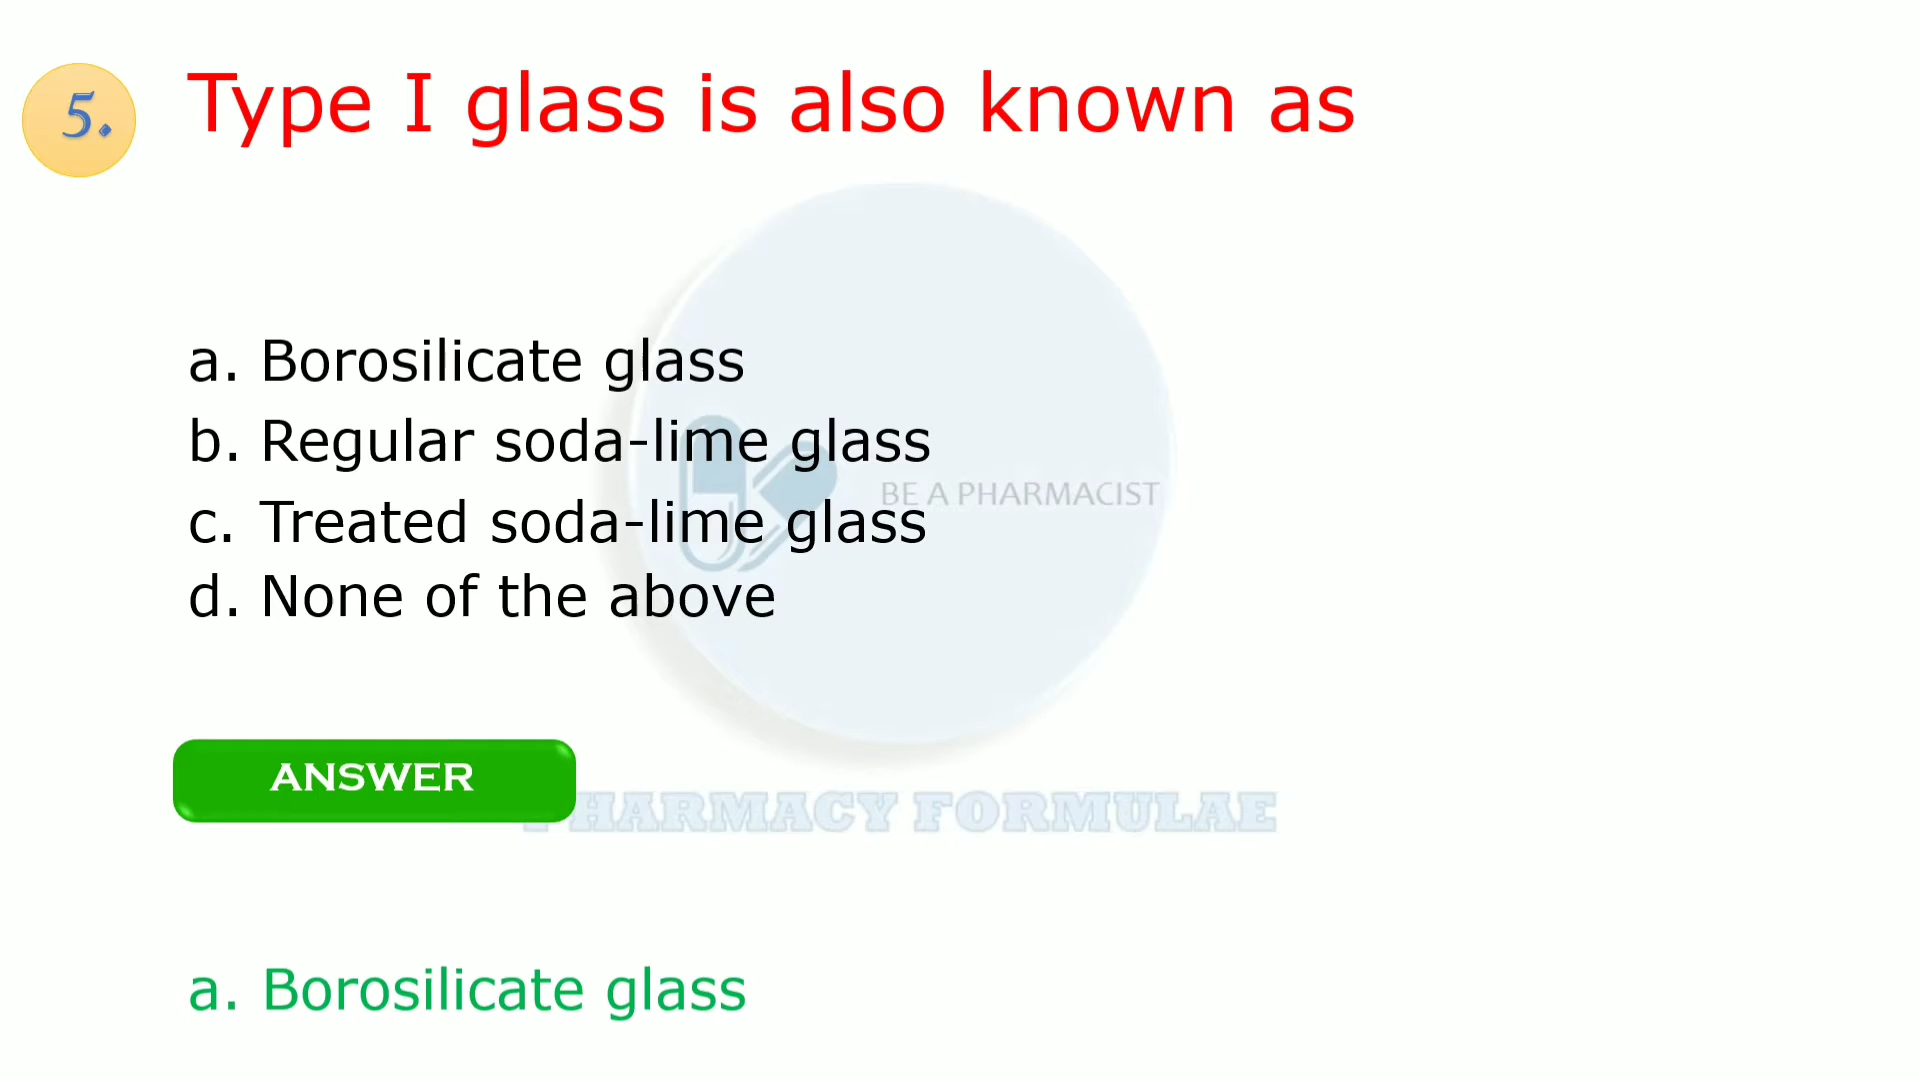 5.
Type I glass is also known as
a. Borosilicate glass
b. Regular soda-lime glass
BE A PHARMACIST
c. Treated soda-lime glass
d. None of the above
ANSWER
PHARMACY FORMULAE
a. Borosilicate glass